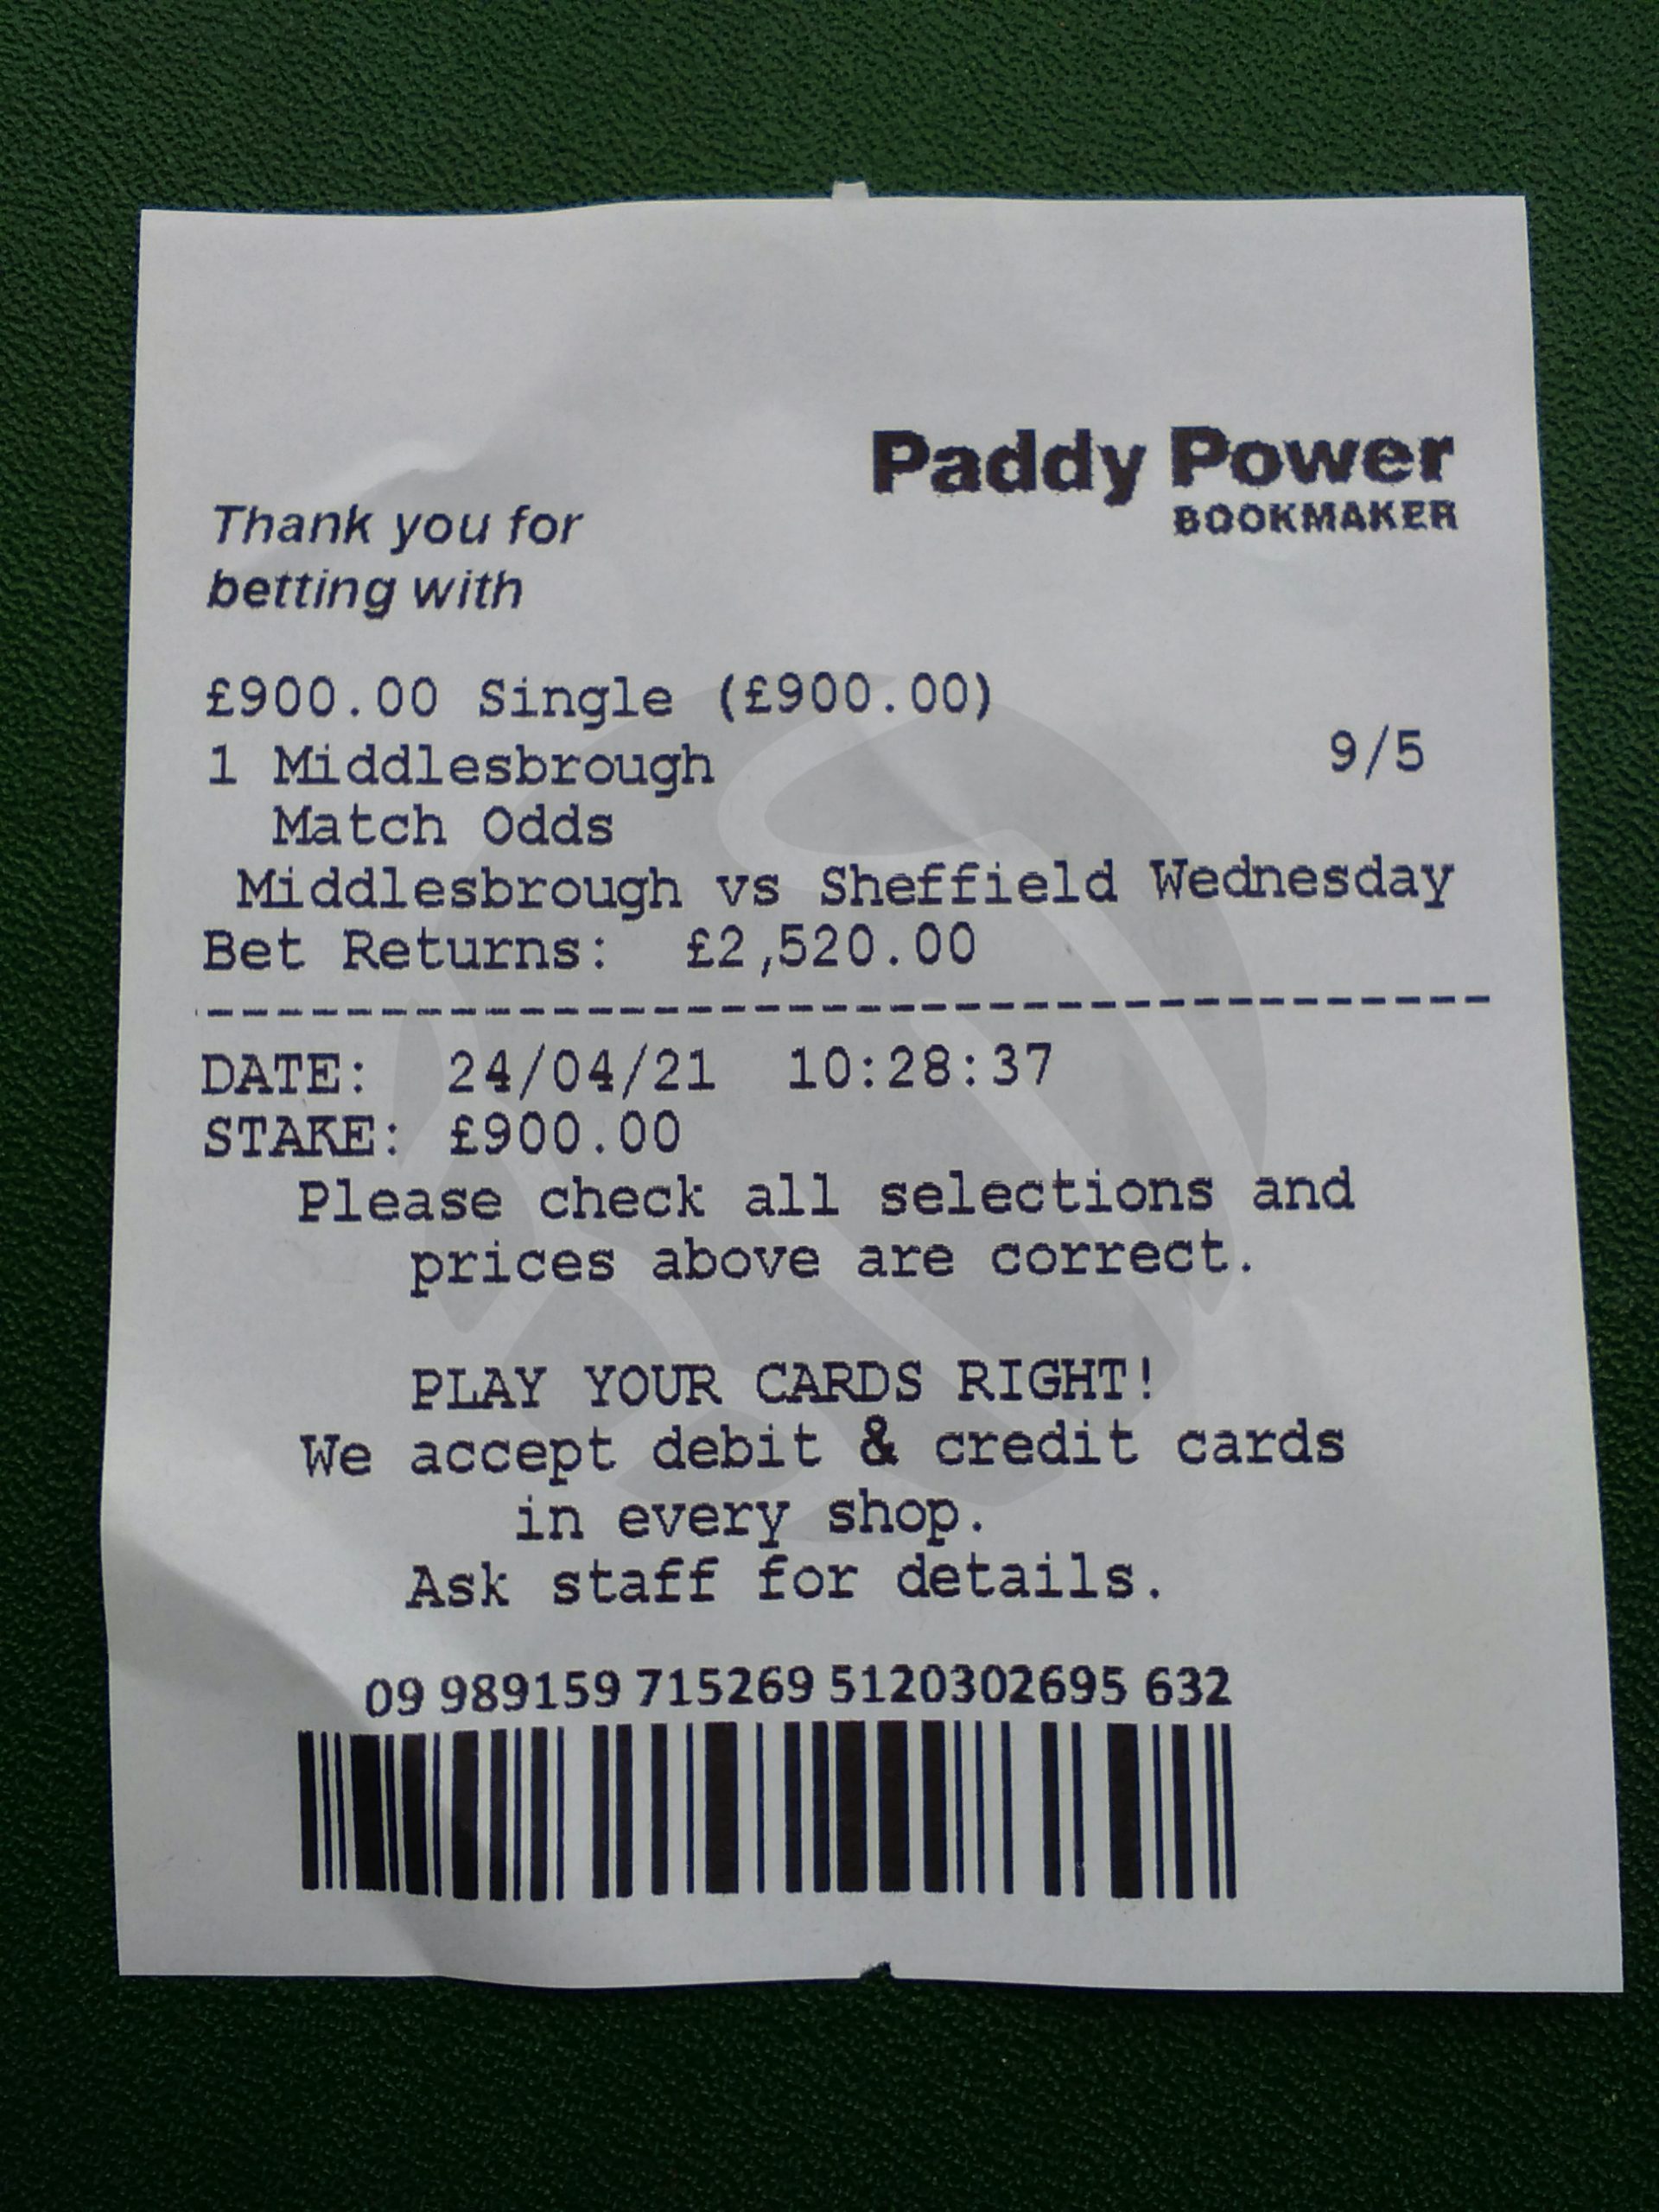 Paddy Power
BOOKMAKER
Thank you for
betting with
£900.00 Single (£900.00)
1 Middlesbrough 9/5
Match Odds
Middlesbrough vs Sheffield Wednesday
Bet Returns: £2,520.00
--------------------------------------
DATE: 24/04/21 10:28:37
STAKE: £900.00
Please check all selections and
prices above are correct.
PLAY YOUR CARDS RIGHT!
We accept debit & credit cards
in every shop.
Ask staff for details.
09 989159 715269 5120302695 632